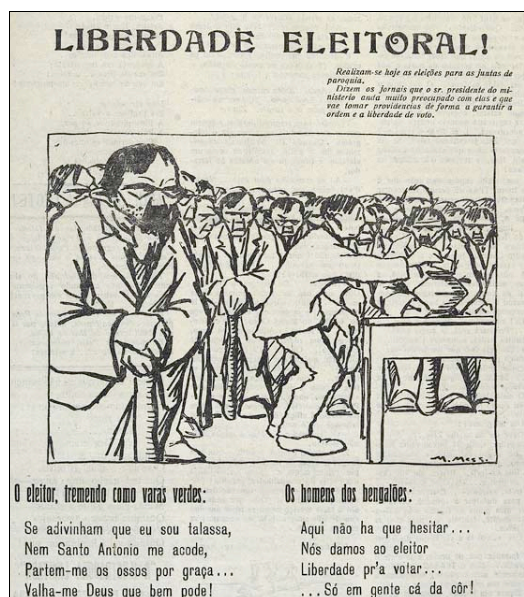 LIBERDADE ELEITORAL!
Realizam-se hoje as eleições para as juntas de
paroquia.
Dizem os jornais que o sr. presidente do mi-
nisterio anda muito preocupado com elas e que
vae tomar providencias de forma a garantir a
ordem e a liberdade de voto.
M. Mess.
O eleitor, tremendo como varas verdes:
Se adivinham que eu sou talassa,
Nem Santo Antonio me acode,
Partem-me os ossos por graça...
Valha-me Deus que bem pode!
Os homens dos bengalões:
Aqui não ha que hesitar...
Nós damos ao eleitor
Liberdade pr'a votar...
...Só em gente cá da côr!